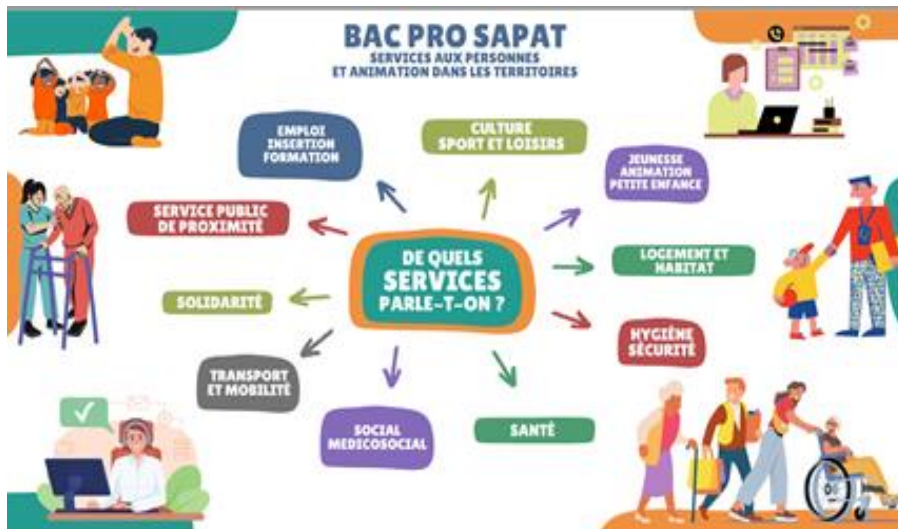 BAC PRO SAPAT
SERVICES AUX PERSONNES
ET ANIMATION DANS LES TERRITOIRES
EMPLOI
INSERTION
FORMATION
CULTURE
SPORT ET LOISIRS
JEUNESSE
ANIMATION
PETITE ENFANCE
SERVICE PUBLIC
DE PROXIMITÉ
LOGEMENT ET
HABITAT
DE QUELS
SERVICES
PARLE-T-ON ?
SOLIDARITÉ
HYGIÈNE
SÉCURITÉ
TRANSPORT
ET MOBILITÉ
SOCIAL
MEDICOSOCIAL
SANTÉ